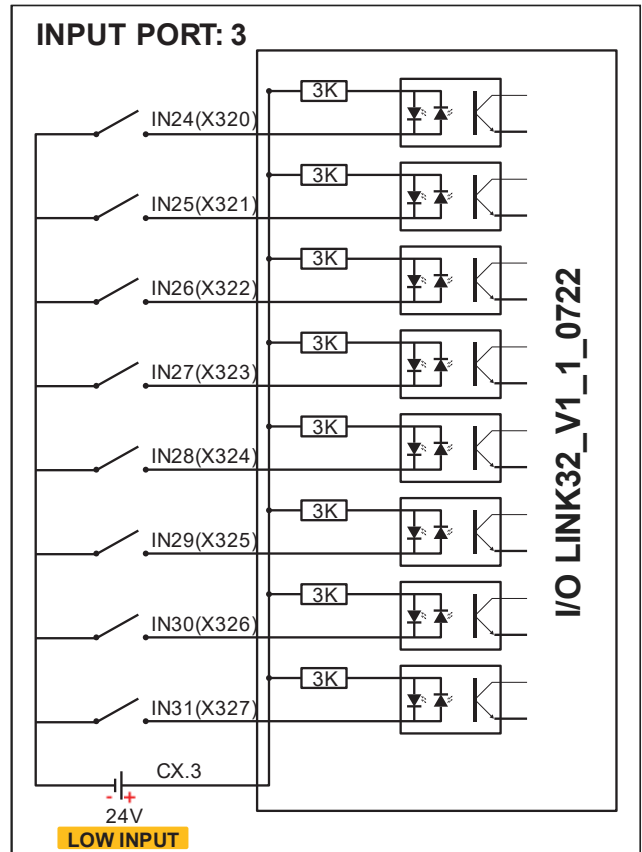 INPUT PORT: 3
3K
IN24(X320)
3K
IN25(X321)
3K
IN26(X322)
3K
IN27(X323)
3K
IN28(X324)
3K
IN29(X325)
3K
IN30(X326)
3K
IN31(X327)
I/O LINK32_V1_1_0722
CX.3
- +
24V
LOW INPUT